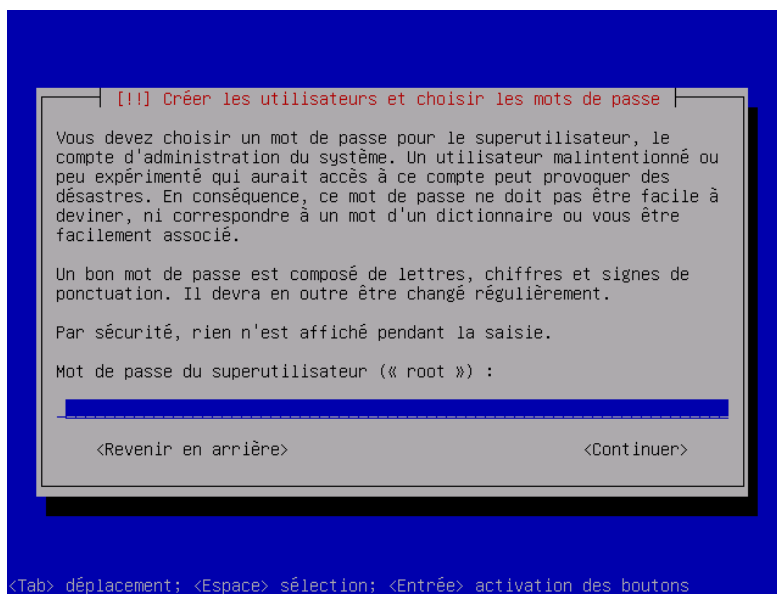 [!!] Créer les utilisateurs et choisir les mots de passe
Vous devez choisir un mot de passe pour le superutilisateur, le
compte d'administration du système. Un utilisateur malintentionné ou
peu expérimenté qui aurait accès à ce compte peut provoquer des
désastres. En conséquence, ce mot de passe ne doit pas être facile à
deviner, ni correspondre à un mot d'un dictionnaire ou vous être
facilement associé.
Un bon mot de passe est composé de lettres, chiffres et signes de
ponctuation. Il devra en outre être changé régulièrement.
Par sécurité, rien n'est affiché pendant la saisie.
Mot de passe du superutilisateur (« root ») :
<Revenir en arrière> <Continuer>
<Tab> déplacement; <Espace> sélection; <Entrée> activation des boutons